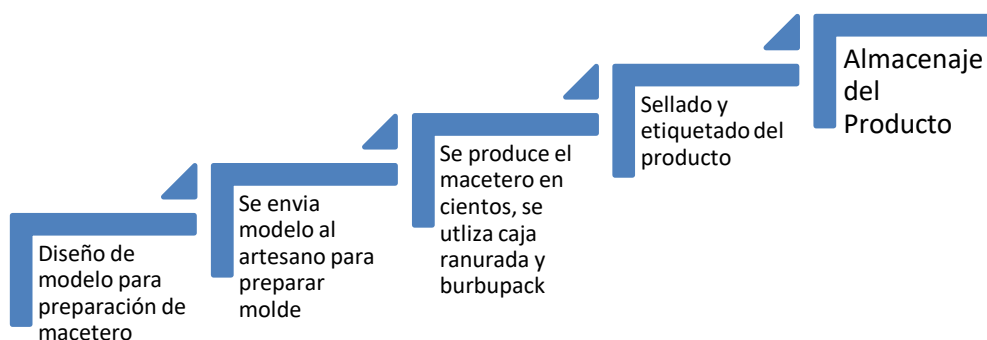 Diseño de
modelo para
preparación de
macetero
Se envia
modelo al
artesano para
preparar
molde
Se produce el
macetero en
cientos, se
utliza caja
ranurada y
burbupack
Sellado y
etiquetado del
producto
Almacenaje
del
Producto